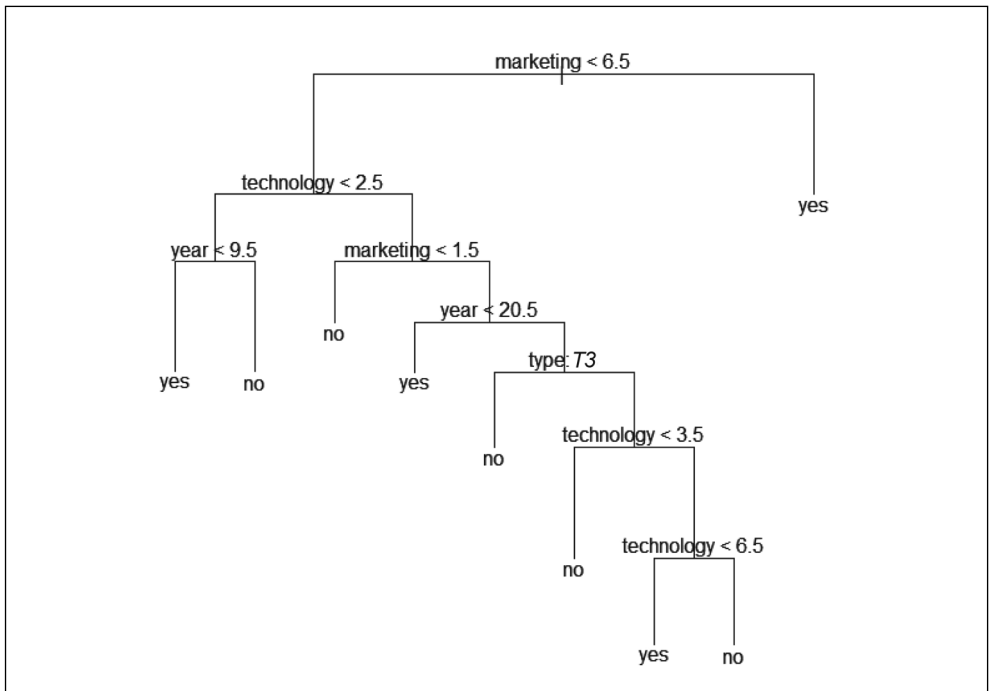 marketing < 6.5
technology < 2.5
yes
year < 9.5
marketing < 1.5
year < 20.5
no
type: T3
yes
no
yes
technology < 3.5
no
technology < 6.5
no
yes
no